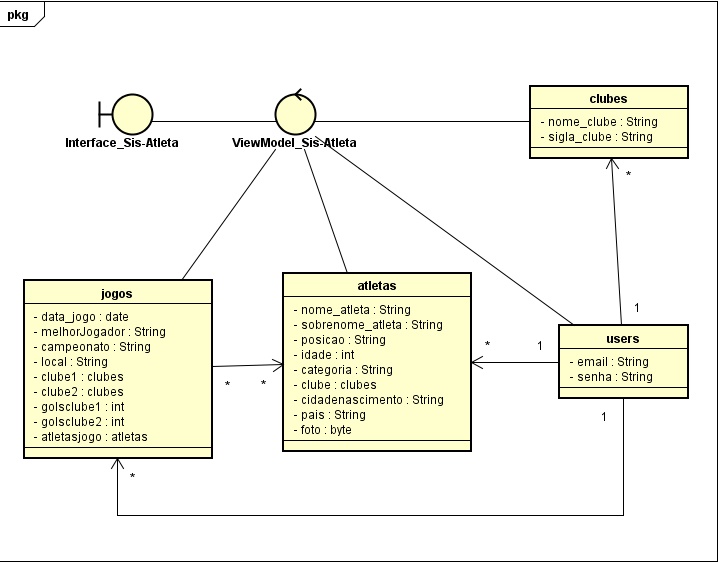 pkg
Interface_Sis-Atleta
ViewModel_Sis-Atleta
clubes
- nome_clube : String
- sigla_clube : String
*
1
jogos
- data_jogo : date
- melhorJogador : String
- campeonato : String
- local : String
- clube1 : clubes
- clube2 : clubes
- golsclube1 : int
- golsclube2 : int
- atletasjogo : atletas
*
*
atletas
- nome_atleta : String
- sobrenome_atleta : String
- posicao : String
- idade : int
- categoria : String
- clube : clubes
- cidadenascimento : String
- pais : String
- foto : byte
*
1
users
- email : String
- senha : String
1
*